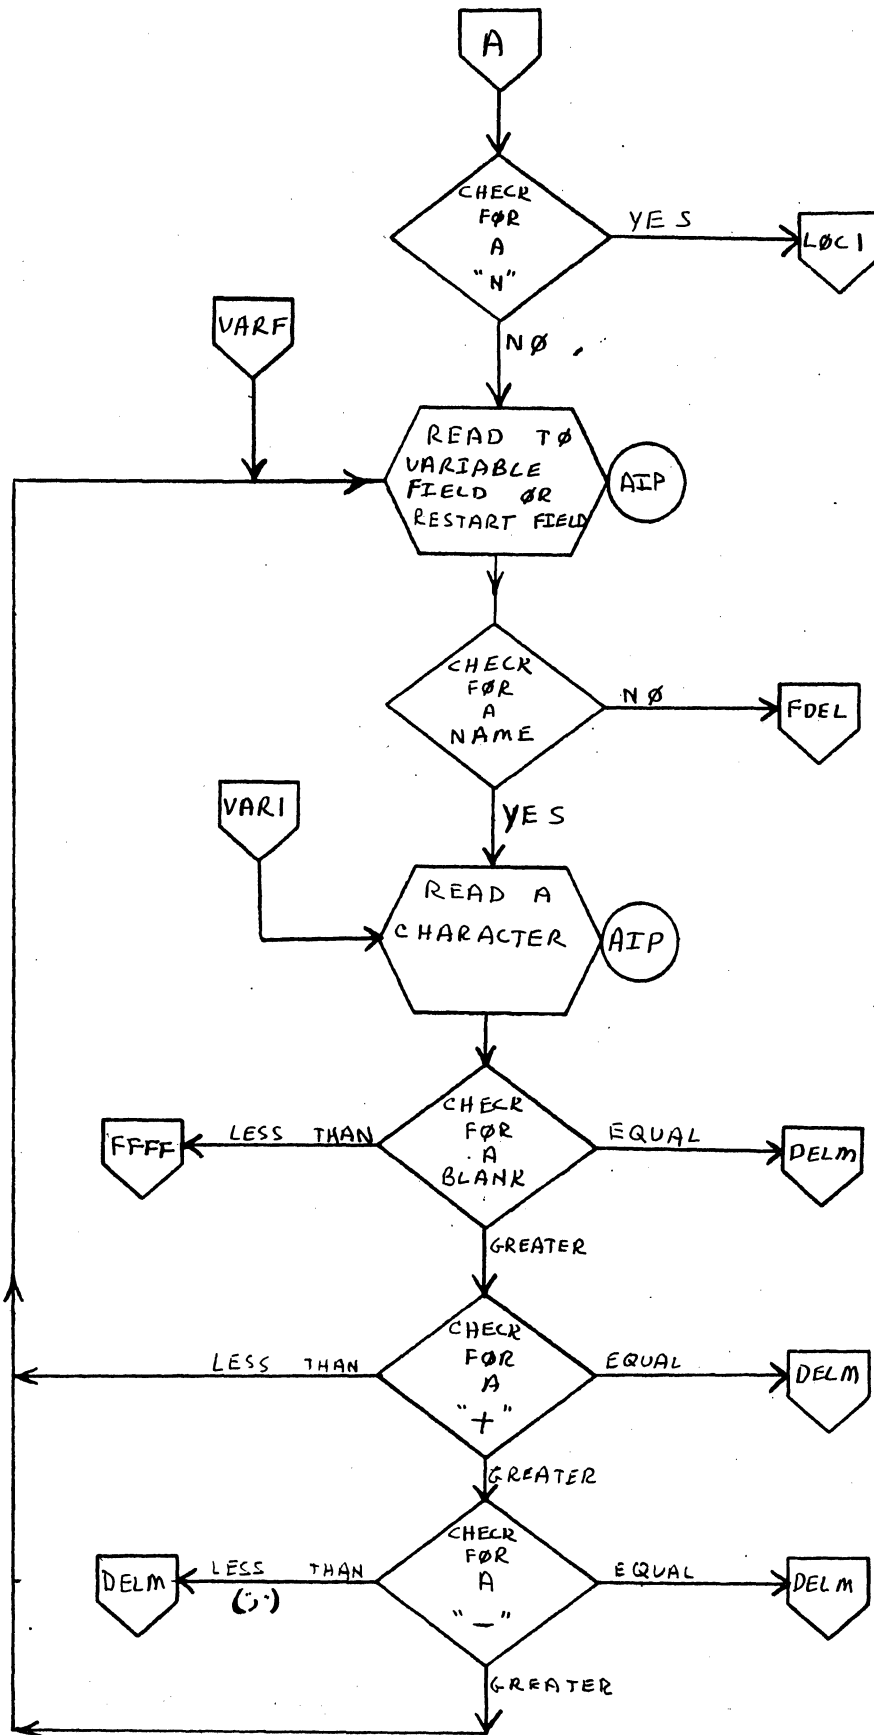 A
CHECK
FØR
A
"N"
YES
LØC1
NØ
VARF
READ TØ
VARIABLE
FIELD ØR
RESTART FIELD
AIP
CHECK
FØR
A
NAME
NØ
FDEL
YES
VAR1
READ A
CHARACTER
AIP
CHECK
FØR
A
BLANK
LESS THAN
FFFF
EQUAL
DELM
GREATER
CHECK
FØR
A
"+"
LESS THAN
EQUAL
DELM
GREATER
CHECK
FØR
A
"—"
LESS THAN
(",")
DELM
EQUAL
DELM
GREATER